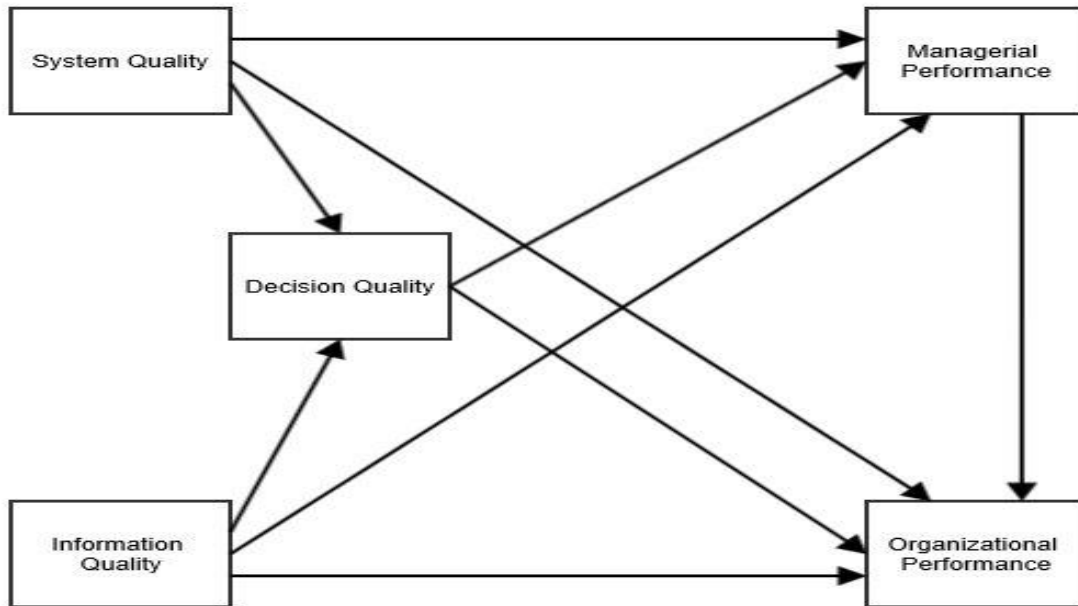 System Quality
Managerial
Performance
Decision Quality
Information
Quality
Organizational
Performance